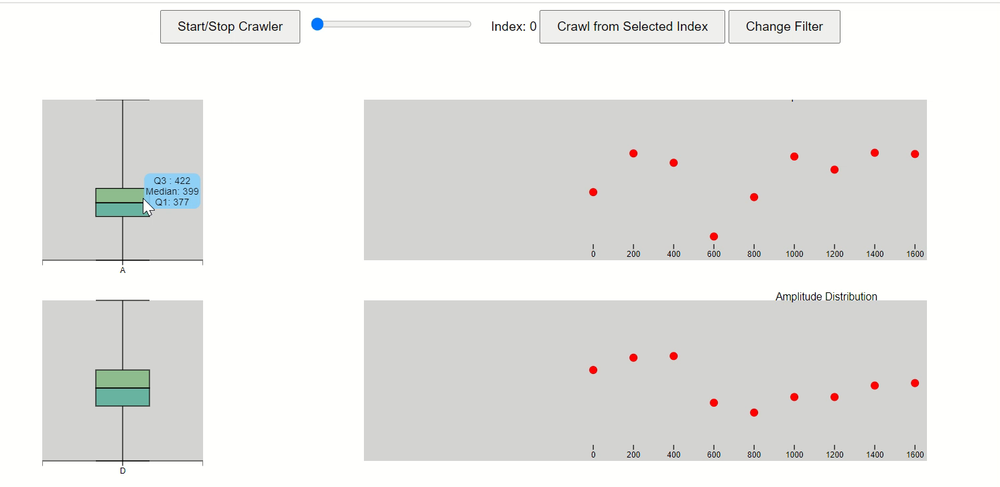 Start/Stop Crawler Index: 0 Crawl from Selected Index Change Filter
Q3 : 422
Median: 399
Q1: 377
A
0 200 400 600 800 1000 1200 1400 1600
Amplitude Distribution
D
0 200 400 600 800 1000 1200 1400 1600